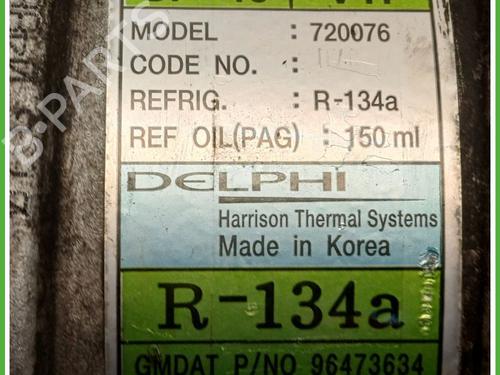 MODEL : 720076
CODE NO. :
REFRIG. : R-134a
REF OIL(PAG) : 150 ml
DELPHI
Harrison Thermal Systems
Made in Korea
R-134a
GMDAT P/NO 96473634
B-PARTS